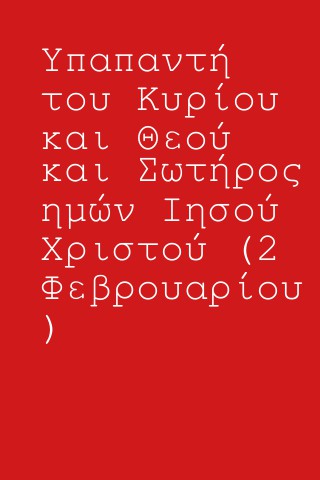 Υπαπαντή
του Κυρίου
και Θεού
και Σωτήρος
ημών Ιησού
Χριστού (2
Φεβρουαρίου
)